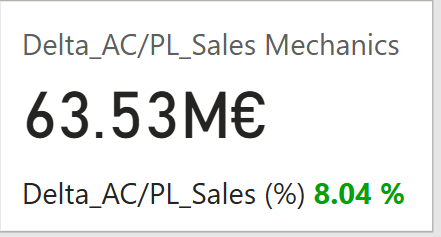 Delta_AC/PL_Sales Mechanics
63.53M€
Delta_AC/PL_Sales (%) 8.04 %